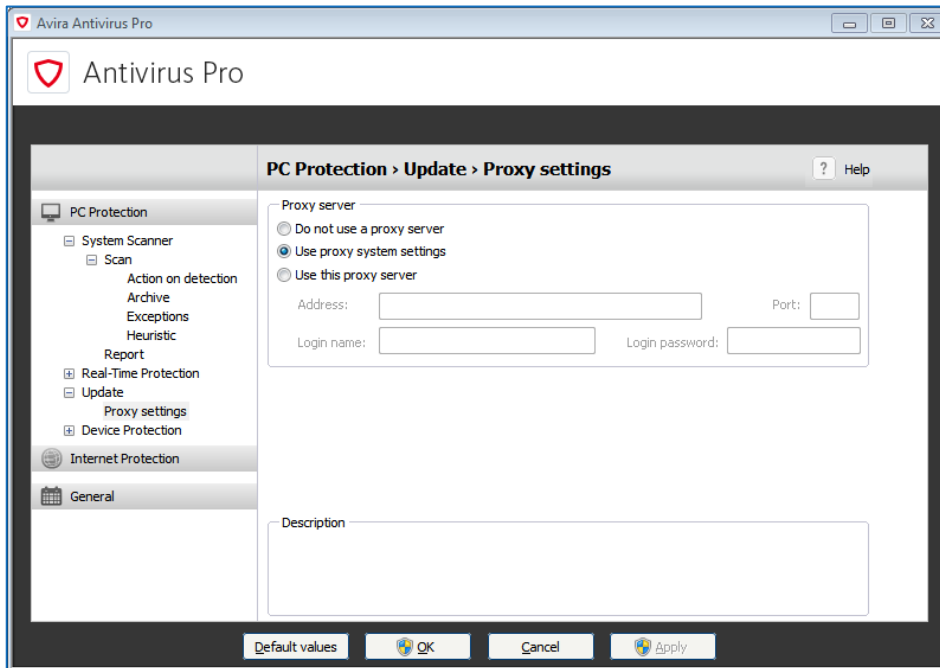 Avira Antivirus Pro
Antivirus Pro
PC Protection › Update › Proxy settings
? Help
PC Protection
System Scanner
Scan
Action on detection
Archive
Exceptions
Heuristic
Report
Real-Time Protection
Update
Proxy settings
Device Protection
Internet Protection
General
Proxy server
Do not use a proxy server
Use proxy system settings
Use this proxy server
Address: Port:
Login name: Login password:
Description
Default values OK Cancel Apply